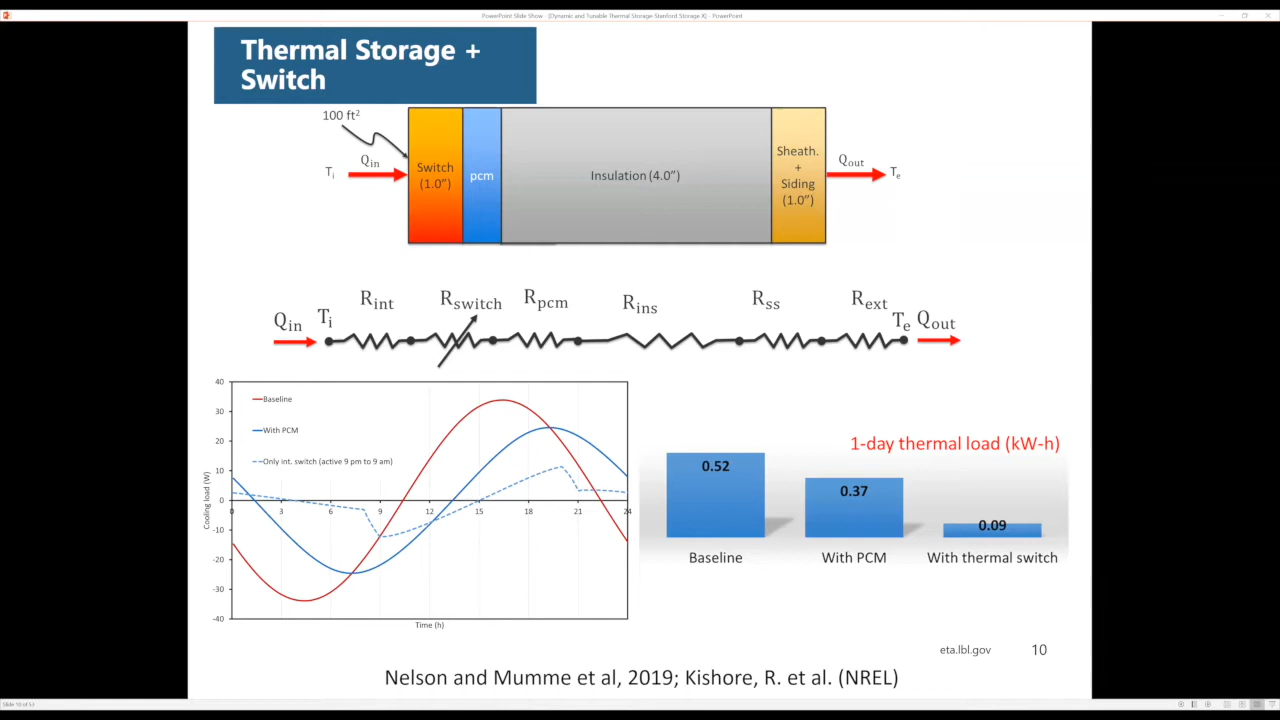 PowerPoint Slide Show - [Dynamic and Tunable Thermal Storage-Stanford Storage X] - PowerPoint
Thermal Storage +
Switch
100 ft²
Ti
Qin
Switch
(1.0")
pcm
Insulation (4.0")
Sheath.
+
Siding
(1.0")
Qout
Te
Qin
Ti
Rint
Rswitch
Rpcm
Rins
Rss
Rext
Te
Qout
40
30
20
10
0
-10
-20
-30
-40
Cooling load (W)
Baseline
With PCM
Only int. switch (active 9 pm to 9 am)
0 3 6 9 12 15 18 21 24
Time (h)
1-day thermal load (kW-h)
0.52
0.37
0.09
Baseline
With PCM
With thermal switch
eta.lbl.gov
10
Nelson and Mumme et al, 2019; Kishore, R. et al. (NREL)
Slide 10 of 53